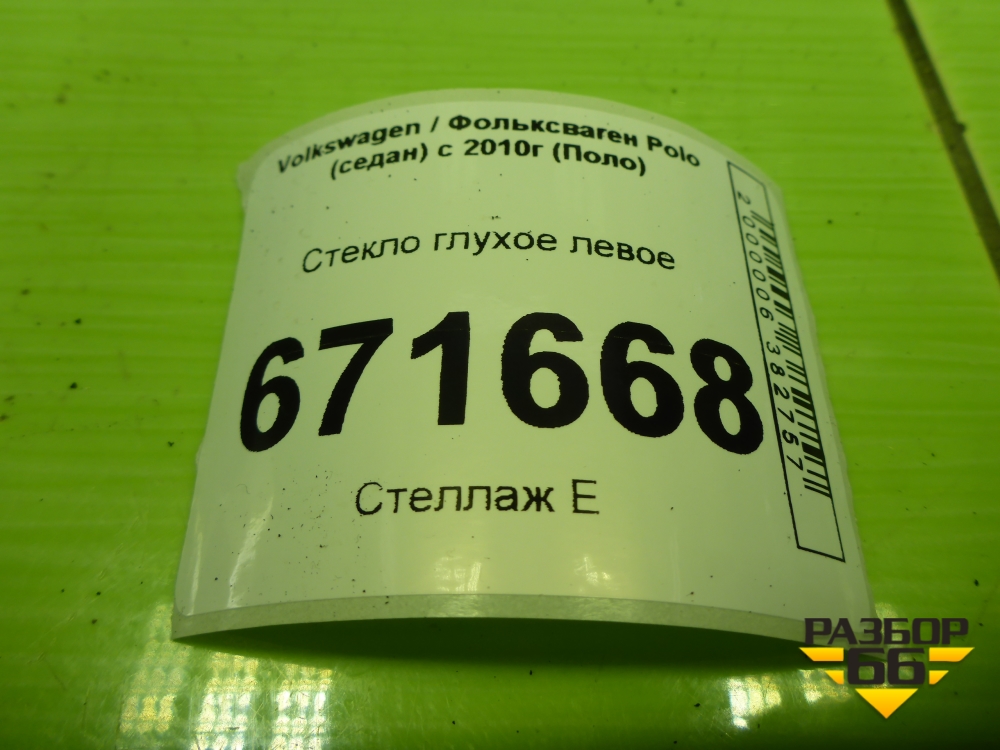 Volkswagen / Фольксваген Polo
(седан) с 2010г (Поло)
Стекло глухое левое
671668
Стеллаж Е
2000006382757
РАЗБОР
66